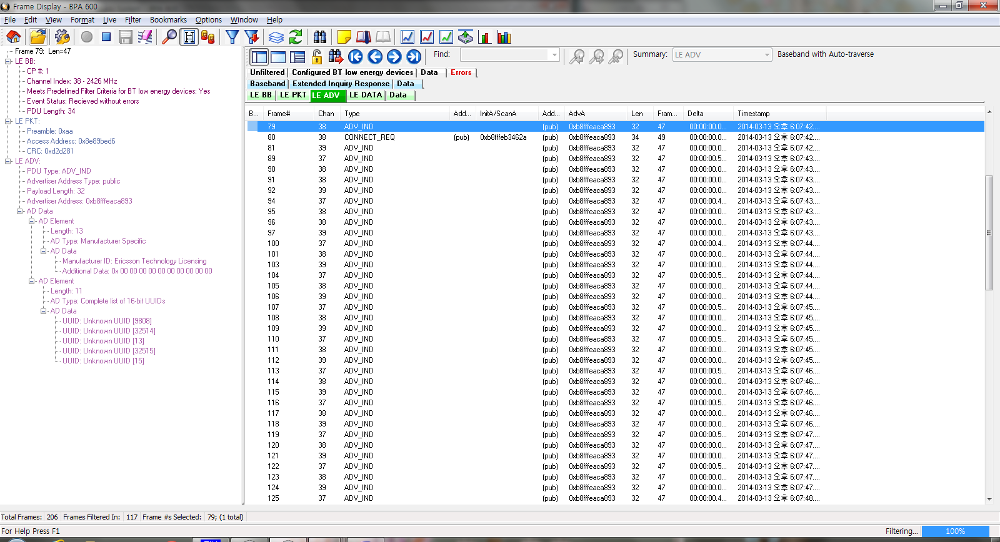 Frame Display - BPA 600
File Edit View Format Live Filter Bookmarks Options Window Help
Find: Summary: LE ADV Baseband with Auto-traverse
Unfiltered Configured BT low energy devices Data Errors
Baseband Extended Inquiry Response Data
LE BB LE PKT LE ADV LE DATA Data
Frame 79: Len=47
LE BB:
CP #: 1
Channel Index: 38 - 2426 MHz
Meets Predefined Filter Criteria for BT low energy devices: Yes
Event Status: Recieved without errors
PDU Length: 34
LE PKT:
Preamble: 0xaa
Access Address: 0x8e89bed6
CRC: 0xd2d281
LE ADV:
PDU Type: ADV_IND
Advertiser Address Type: public
Payload Length: 32
Advertiser Address: 0xb8fffeaca893
AD Data
AD Element
Length: 13
AD Type: Manufacturer Specific
AD Data
Manufacturer ID: Ericsson Technology Licensing
Additional Data: 0x 00 00 00 00 00 00 00 00 00 00
AD Element
Length: 11
AD Type: Complete list of 16-bit UUIDs
AD Data
UUID: Unknown UUID [9808]
UUID: Unknown UUID [32514]
UUID: Unknown UUID [13]
UUID: Unknown UUID [32515]
UUID: Unknown UUID [15]
B... Frame# Chan Type Add... InitA/ScanA Add... AdvA Len Fram... Delta Timestamp
79 38 ADV_IND (pub) 0xb8fffeaca893 32 47 00:00:00.0... 2014-03-13 오후 6:07:42....
80 38 CONNECT_REQ (pub) 0xb8fffeb3462a (pub) 0xb8fffeaca893 34 49 00:00:00.0... 2014-03-13 오후 6:07:42....
81 39 ADV_IND (pub) 0xb8fffeaca893 32 47 00:00:00.0... 2014-03-13 오후 6:07:42....
89 37 ADV_IND (pub) 0xb8fffeaca893 32 47 00:00:00.5... 2014-03-13 오후 6:07:43....
90 38 ADV_IND (pub) 0xb8fffeaca893 32 47 00:00:00.0... 2014-03-13 오후 6:07:43....
91 38 ADV_IND (pub) 0xb8fffeaca893 32 47 00:00:00.0... 2014-03-13 오후 6:07:43....
92 39 ADV_IND (pub) 0xb8fffeaca893 32 47 00:00:00.0... 2014-03-13 오후 6:07:43....
94 37 ADV_IND (pub) 0xb8fffeaca893 32 47 00:00:00.4... 2014-03-13 오후 6:07:43....
95 38 ADV_IND (pub) 0xb8fffeaca893 32 47 00:00:00.0... 2014-03-13 오후 6:07:43....
96 38 ADV_IND (pub) 0xb8fffeaca893 32 47 00:00:00.0... 2014-03-13 오후 6:07:43....
97 39 ADV_IND (pub) 0xb8fffeaca893 32 47 00:00:00.0... 2014-03-13 오후 6:07:43....
100 37 ADV_IND (pub) 0xb8fffeaca893 32 47 00:00:00.4... 2014-03-13 오후 6:07:44....
101 38 ADV_IND (pub) 0xb8fffeaca893 32 47 00:00:00.0... 2014-03-13 오후 6:07:44....
103 39 ADV_IND (pub) 0xb8fffeaca893 32 47 00:00:00.0... 2014-03-13 오후 6:07:44....
104 37 ADV_IND (pub) 0xb8fffeaca893 32 47 00:00:00.5... 2014-03-13 오후 6:07:44....
105 38 ADV_IND (pub) 0xb8fffeaca893 32 47 00:00:00.0... 2014-03-13 오후 6:07:44....
106 39 ADV_IND (pub) 0xb8fffeaca893 32 47 00:00:00.0... 2014-03-13 오후 6:07:44....
107 37 ADV_IND (pub) 0xb8fffeaca893 32 47 00:00:00.5... 2014-03-13 오후 6:07:45....
108 38 ADV_IND (pub) 0xb8fffeaca893 32 47 00:00:00.0... 2014-03-13 오후 6:07:45....
109 39 ADV_IND (pub) 0xb8fffeaca893 32 47 00:00:00.0... 2014-03-13 오후 6:07:45....
110 37 ADV_IND (pub) 0xb8fffeaca893 32 47 00:00:00.5... 2014-03-13 오후 6:07:45....
111 38 ADV_IND (pub) 0xb8fffeaca893 32 47 00:00:00.0... 2014-03-13 오후 6:07:45....
112 39 ADV_IND (pub) 0xb8fffeaca893 32 47 00:00:00.0... 2014-03-13 오후 6:07:45....
113 37 ADV_IND (pub) 0xb8fffeaca893 32 47 00:00:00.5... 2014-03-13 오후 6:07:46....
114 38 ADV_IND (pub) 0xb8fffeaca893 32 47 00:00:00.0... 2014-03-13 오후 6:07:46....
115 39 ADV_IND (pub) 0xb8fffeaca893 32 47 00:00:00.0... 2014-03-13 오후 6:07:46....
116 37 ADV_IND (pub) 0xb8fffeaca893 32 47 00:00:00.5... 2014-03-13 오후 6:07:46....
117 38 ADV_IND (pub) 0xb8fffeaca893 32 47 00:00:00.0... 2014-03-13 오후 6:07:46....
118 39 ADV_IND (pub) 0xb8fffeaca893 32 47 00:00:00.0... 2014-03-13 오후 6:07:46....
119 37 ADV_IND (pub) 0xb8fffeaca893 32 47 00:00:00.5... 2014-03-13 오후 6:07:47....
120 38 ADV_IND (pub) 0xb8fffeaca893 32 47 00:00:00.0... 2014-03-13 오후 6:07:47....
121 39 ADV_IND (pub) 0xb8fffeaca893 32 47 00:00:00.0... 2014-03-13 오후 6:07:47....
122 37 ADV_IND (pub) 0xb8fffeaca893 32 47 00:00:00.5... 2014-03-13 오후 6:07:47....
123 38 ADV_IND (pub) 0xb8fffeaca893 32 47 00:00:00.0... 2014-03-13 오후 6:07:47....
124 39 ADV_IND (pub) 0xb8fffeaca893 32 47 00:00:00.0... 2014-03-13 오후 6:07:47....
125 37 ADV_IND (pub) 0xb8fffeaca893 32 47 00:00:00.4... 2014-03-13 오후 6:07:48....
Total Frames: 206 Frames Filtered In: 117 Frame #s Selected: 79; (1 total)
For Help Press F1 Filtering... 100%